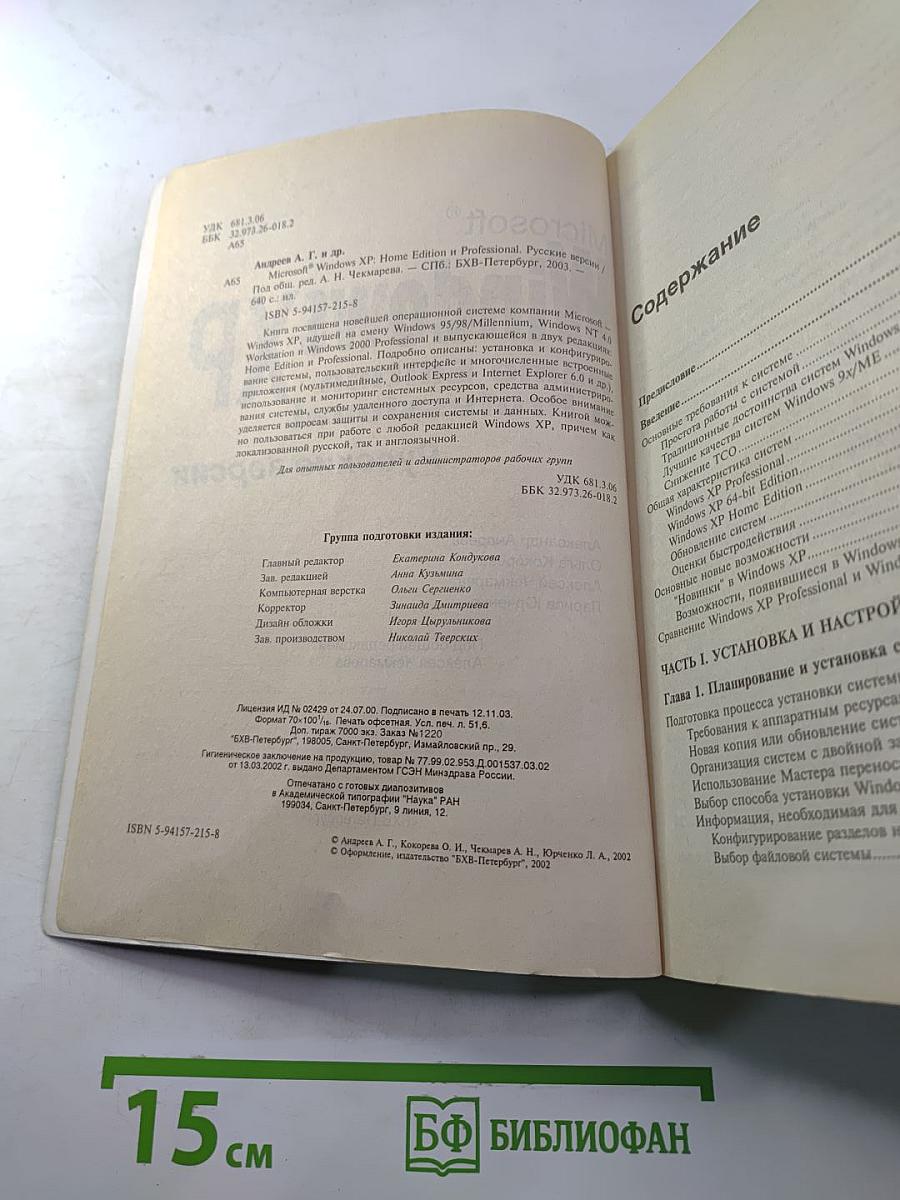 УДК 681.3.06
ББК 32.973.26-018.2
А65
Андреев А. Г. и др.
А65 Microsoft® Windows XP: Home Edition и Professional. Русские версии /
Под общ. ред. А. Н. Чекмарева. — СПб.: БХВ-Петербург, 2003. —
640 с.: ил.
ISBN 5-94157-215-8
Книга посвящена новейшей операционной системе компании Microsoft —
Windows XP, идущей на смену Windows 95/98/Millennium, Windows NT 4.0
Workstation и Windows 2000 Professional и выпускающейся в двух редакциях:
Home Edition и Professional. Подробно описаны: установка и конфигурирова-
ние системы, пользовательский интерфейс и многочисленные встроенные
приложения (мультимедийные, Outlook Express и Internet Explorer 6.0 и др.),
использование и мониторинг системных ресурсов, средства администриро-
вания системы, службы удаленного доступа и Интернета. Особое внимание
уделяется вопросам защиты и сохранения системы и данных. Книгой мож-
но пользоваться при работе с любой редакцией Windows XP, причем как
локализованной русской, так и англоязычной.
Для опытных пользователей и администраторов рабочих групп
УДК 681.3.06
ББК 32.973.26-018.2
Группа подготовки издания:
Главный редактор Екатерина Кондукова
Зав. редакцией Анна Кузьмина
Компьютерная верстка Ольги Сергиенко
Корректор Зинаида Дмитриева
Дизайн обложки Игоря Цырульникова
Зав. производством Николай Тверских
Лицензия ИД № 02429 от 24.07.00. Подписано в печать 12.11.03.
Формат 70×100 1/16. Печать офсетная. Усл. печ. л. 51,6.
Доп. тираж 7000 экз. Заказ №1220
"БХВ-Петербург", 198005, Санкт-Петербург, Измайловский пр., 29.
Гигиеническое заключение на продукцию, товар № 77.99.02.953.Д.001537.03.02
от 13.03.2002 г. выдано Департаментом ГСЭН Минздрава России.
Отпечатано с готовых диапозитивов
в Академической типографии "Наука" РАН
199034, Санкт-Петербург, 9 линия, 12.
ISBN 5-94157-215-8
© Андреев А. Г., Кокорева О. И., Чекмарев А. Н., Юрченко Л. А., 2002
© Оформление, издательство "БХВ-Петербург", 2002
Содержание
Предисловие
Введение
Основные требования к системе
Простота работы с системой
Традиционные достоинства систем Windows
Лучшие качества систем Windows 9x/ME
Снижение TCO
Общая характеристика систем
Windows XP Professional
Windows XP 64-bit Edition
Windows XP Home Edition
Обновление систем
Оценки быстродействия
Основные новые возможности
"Новинки" в Windows XP
Возможности, появившиеся в Window
Сравнение Windows XP Professional и Wind
ЧАСТЬ I. УСТАНОВКА И НАСТРОЙ
Глава 1. Планирование и установка с
Подготовка процесса установки систем
Требования к аппаратным ресурса
Новая копия или обновление сист
Организация систем с двойной за
Использование Мастера перенос
Выбор способа установки Windo
Информация, необходимая для
Конфигурирование разделов
Выбор файловой системы
15 см
БФ БИБЛИОФАН